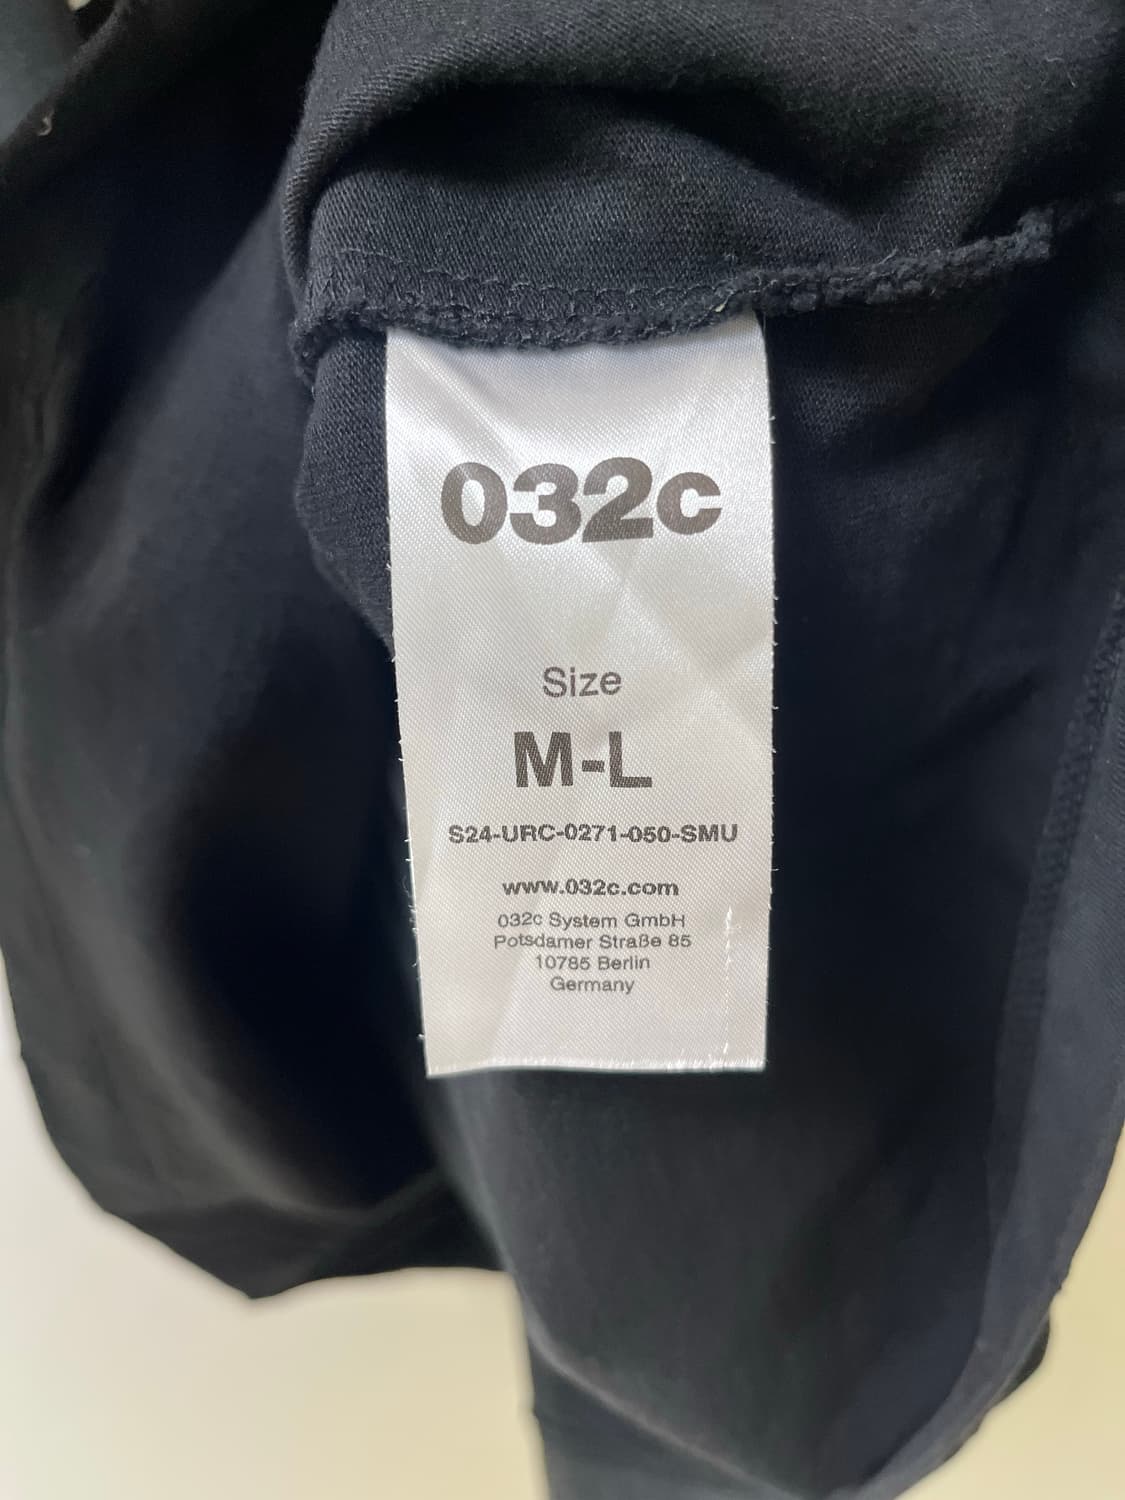 032c
Size
M-L
S24-URC-0271-050-SMU
www.032c.com
032c System GmbH
Potsdamer Straße 85
10785 Berlin
Germany